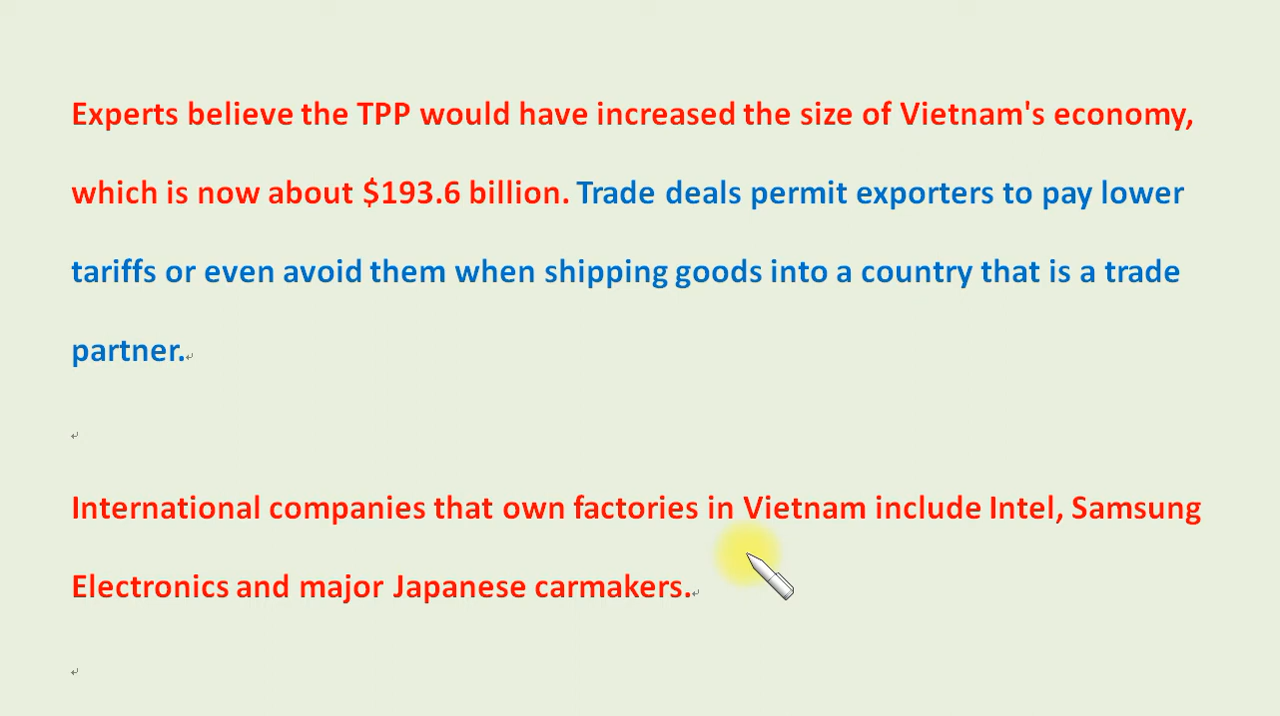 Experts believe the TPP would have increased the size of Vietnam's economy,
which is now about $193.6 billion. Trade deals permit exporters to pay lower
tariffs or even avoid them when shipping goods into a country that is a trade
partner.
International companies that own factories in Vietnam include Intel, Samsung
Electronics and major Japanese carmakers.